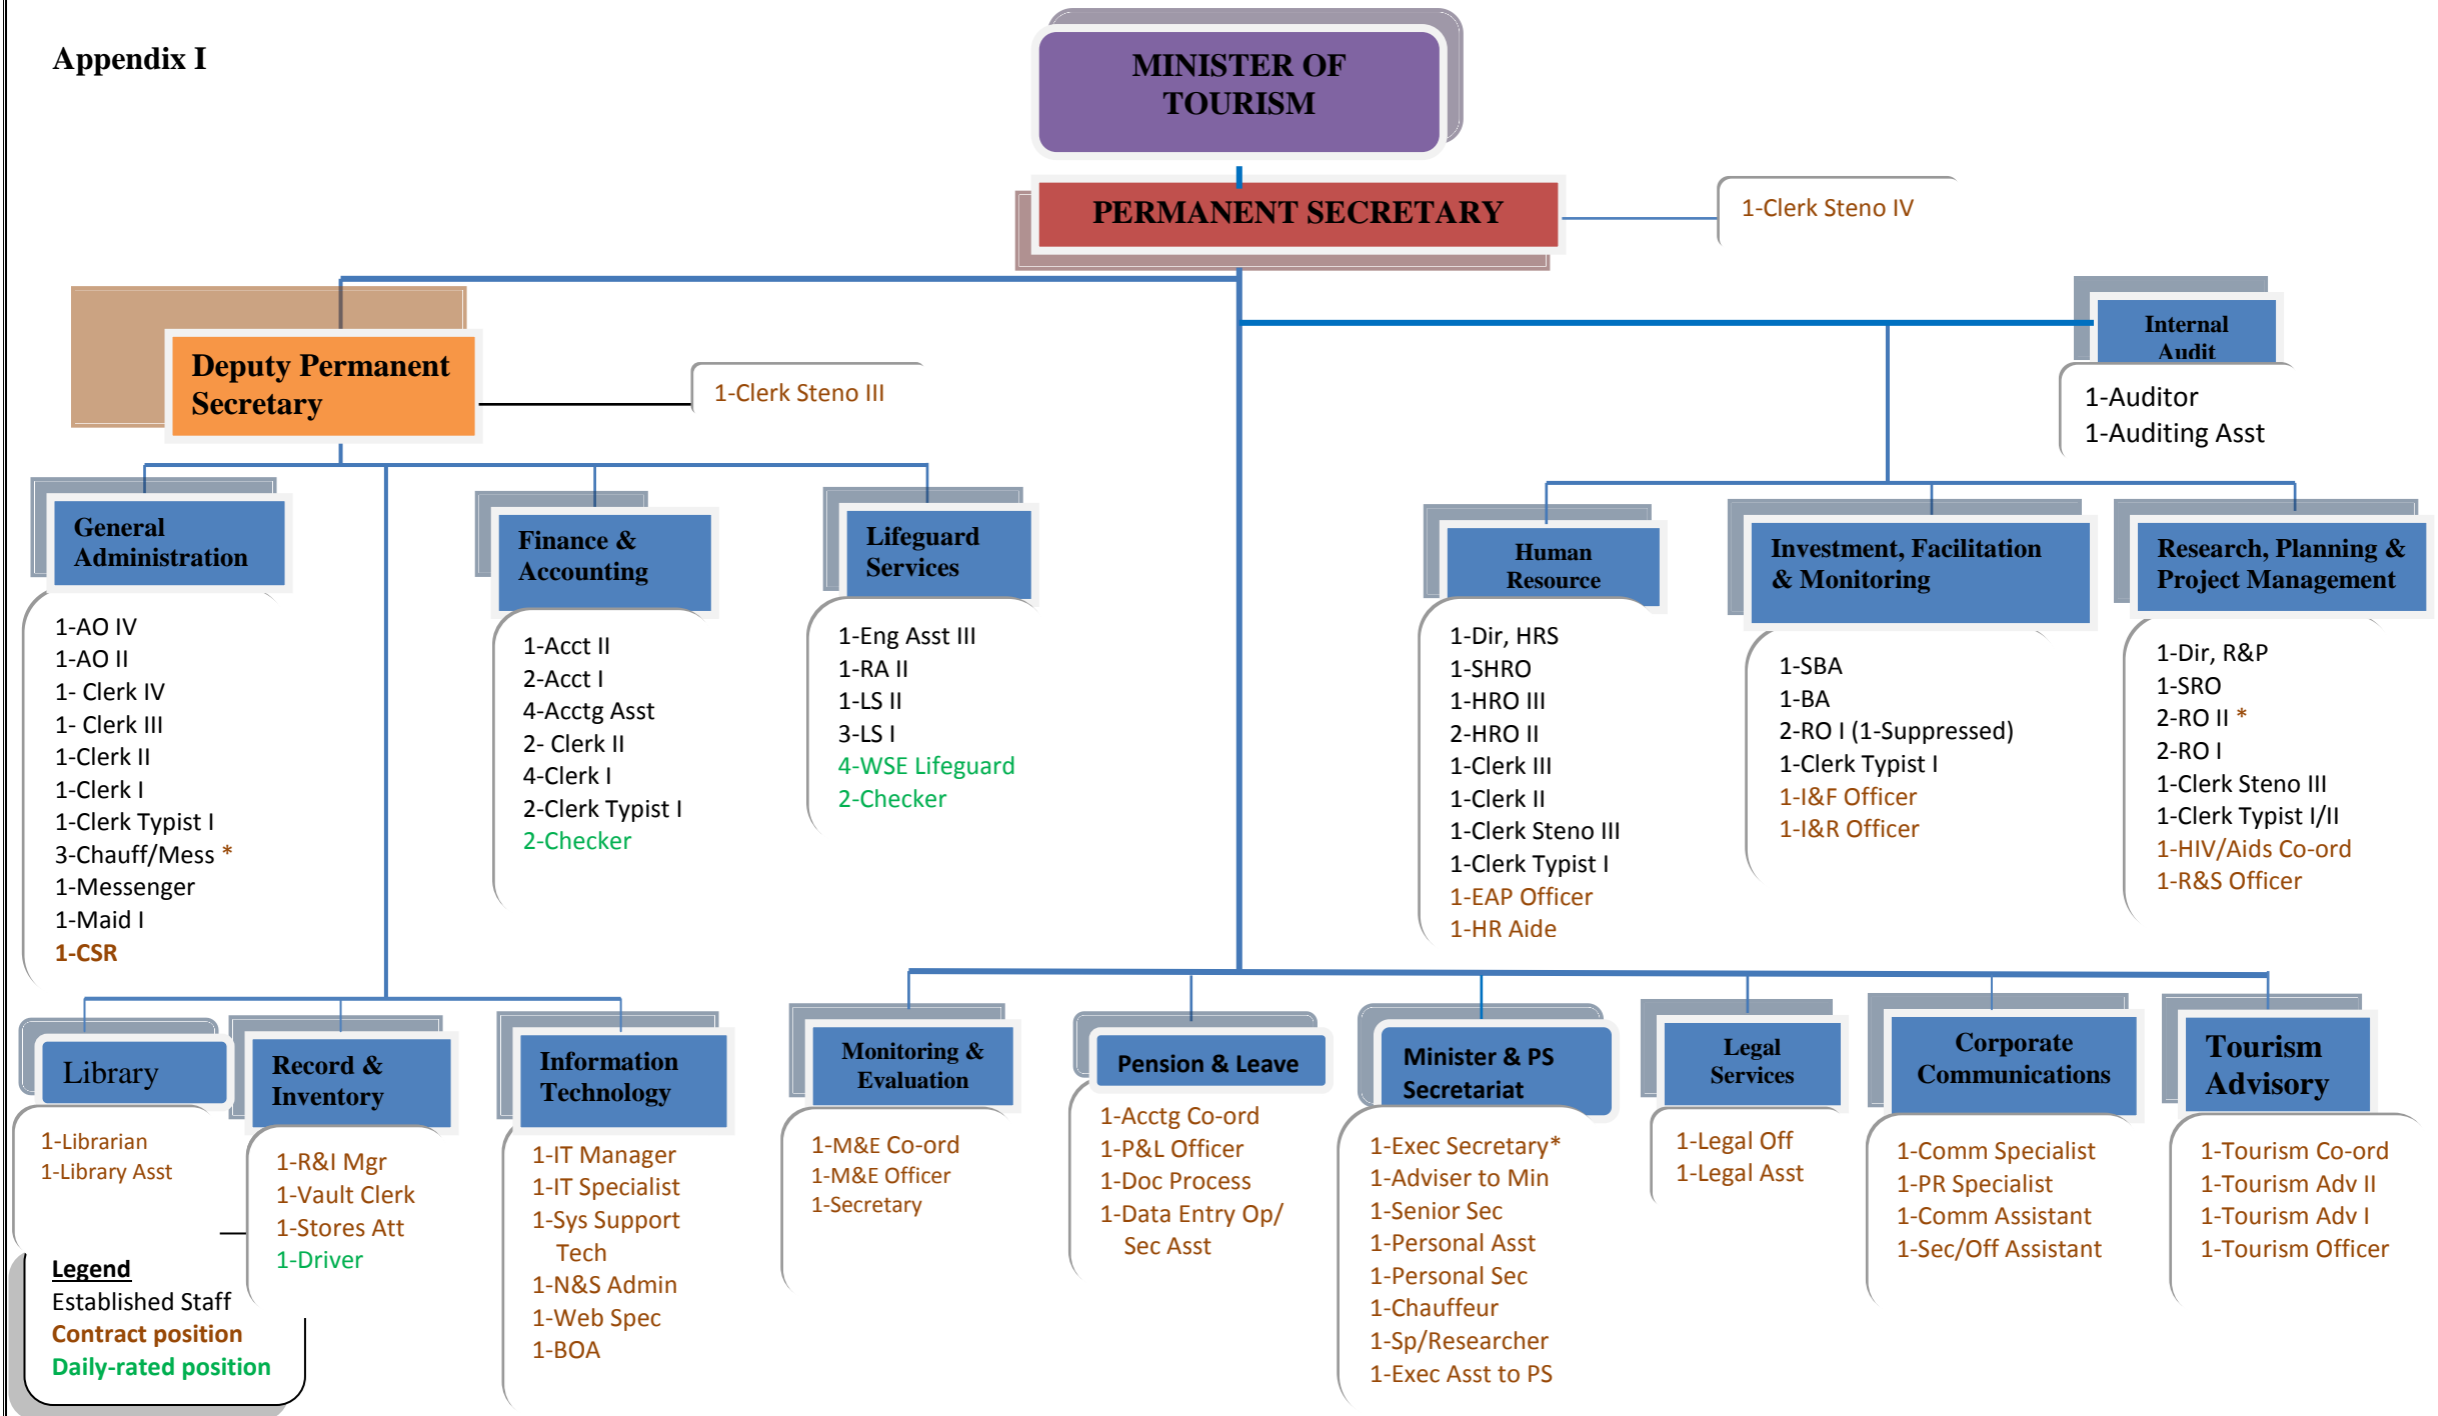 Appendix I
MINISTER OF
TOURISM
PERMANENT SECRETARY
1-Clerk Steno IV
Deputy Permanent
Secretary
1-Clerk Steno III
Internal
Audit
1-Auditor
1-Auditing Asst
General
Administration
1-AO IV
1-AO II
1- Clerk IV
1- Clerk III
1-Clerk II
1-Clerk I
1-Clerk Typist I
3-Chauff/Mess *
1-Messenger
1-Maid I
1-CSR
Finance &
Accounting
1-Acct II
2-Acct I
4-Acctg Asst
2- Clerk II
4-Clerk I
2-Clerk Typist I
2-Checker
Lifeguard
Services
1-Eng Asst III
1-RA II
1-LS II
3-LS I
4-WSE Lifeguard
2-Checker
Human
Resource
1-Dir, HRS
1-SHRO
1-HRO III
2-HRO II
1-Clerk III
1-Clerk II
1-Clerk Steno III
1-Clerk Typist I
1-EAP Officer
1-HR Aide
Investment, Facilitation
& Monitoring
1-SBA
1-BA
2-RO I (1-Suppressed)
1-Clerk Typist I
1-I&F Officer
1-I&R Officer
Research, Planning &
Project Management
1-Dir, R&P
1-SRO
2-RO II *
2-RO I
1-Clerk Steno III
1-Clerk Typist I/II
1-HIV/Aids Co-ord
1-R&S Officer
Library
1-Librarian
1-Library Asst
Record &
Inventory
1-R&I Mgr
1-Vault Clerk
1-Stores Att
1-Driver
Information
Technology
1-IT Manager
1-IT Specialist
1-Sys Support
Tech
1-N&S Admin
1-Web Spec
1-BOA
Monitoring &
Evaluation
1-M&E Co-ord
1-M&E Officer
1-Secretary
Pension & Leave
1-Acctg Co-ord
1-P&L Officer
1-Doc Process
1-Data Entry Op/
Sec Asst
Minister & PS
Secretariat
1-Exec Secretary*
1-Adviser to Min
1-Senior Sec
1-Personal Asst
1-Personal Sec
1-Chauffeur
1-Sp/Researcher
1-Exec Asst to PS
Legal
Services
1-Legal Off
1-Legal Asst
Corporate
Communications
1-Comm Specialist
1-PR Specialist
1-Comm Assistant
1-Sec/Off Assistant
Tourism
Advisory
1-Tourism Co-ord
1-Tourism Adv II
1-Tourism Adv I
1-Tourism Officer
Legend
Established Staff
Contract position
Daily-rated position